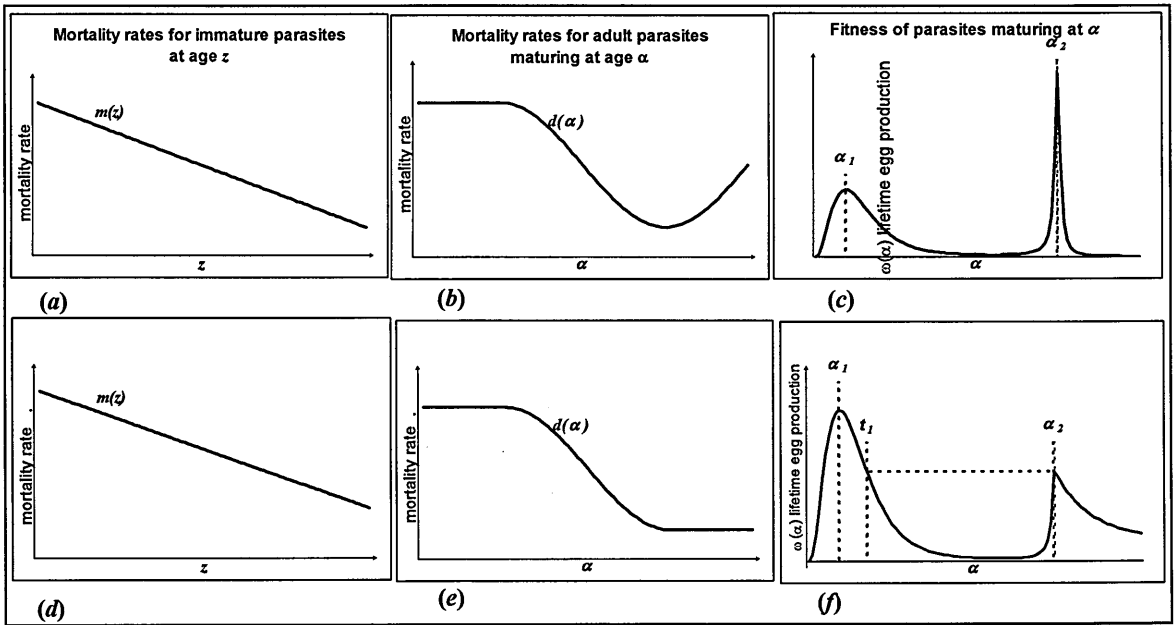 Mortality rates for immature parasites
at age z
mortality rate
m(z)
z
(a)
Mortality rates for adult parasites
maturing at age α
mortality rate
d(α)
α
(b)
Fitness of parasites maturing at α
α₂
α₁
ω(α) lifetime egg production
α
(c)
mortality rate
m(z)
z
(d)
mortality rate
d(α)
α
(e)
ω(α) lifetime egg production
α₁
t₁
α₂
α
(f)